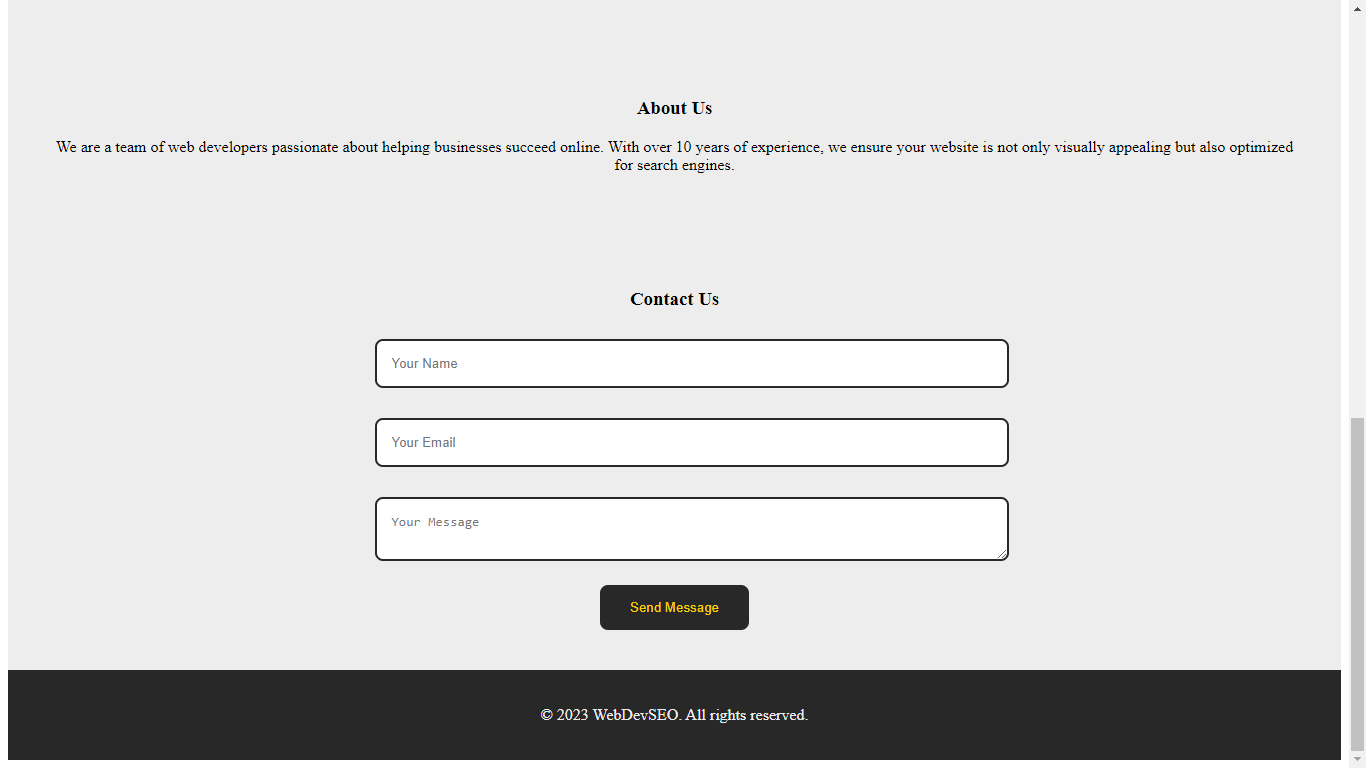 About Us
We are a team of web developers passionate about helping businesses succeed online. With over 10 years of experience, we ensure your website is not only visually appealing but also optimized
for search engines.
Contact Us
Your Name
Your Email
Your Message
Send Message
© 2023 WebDevSEO. All rights reserved.